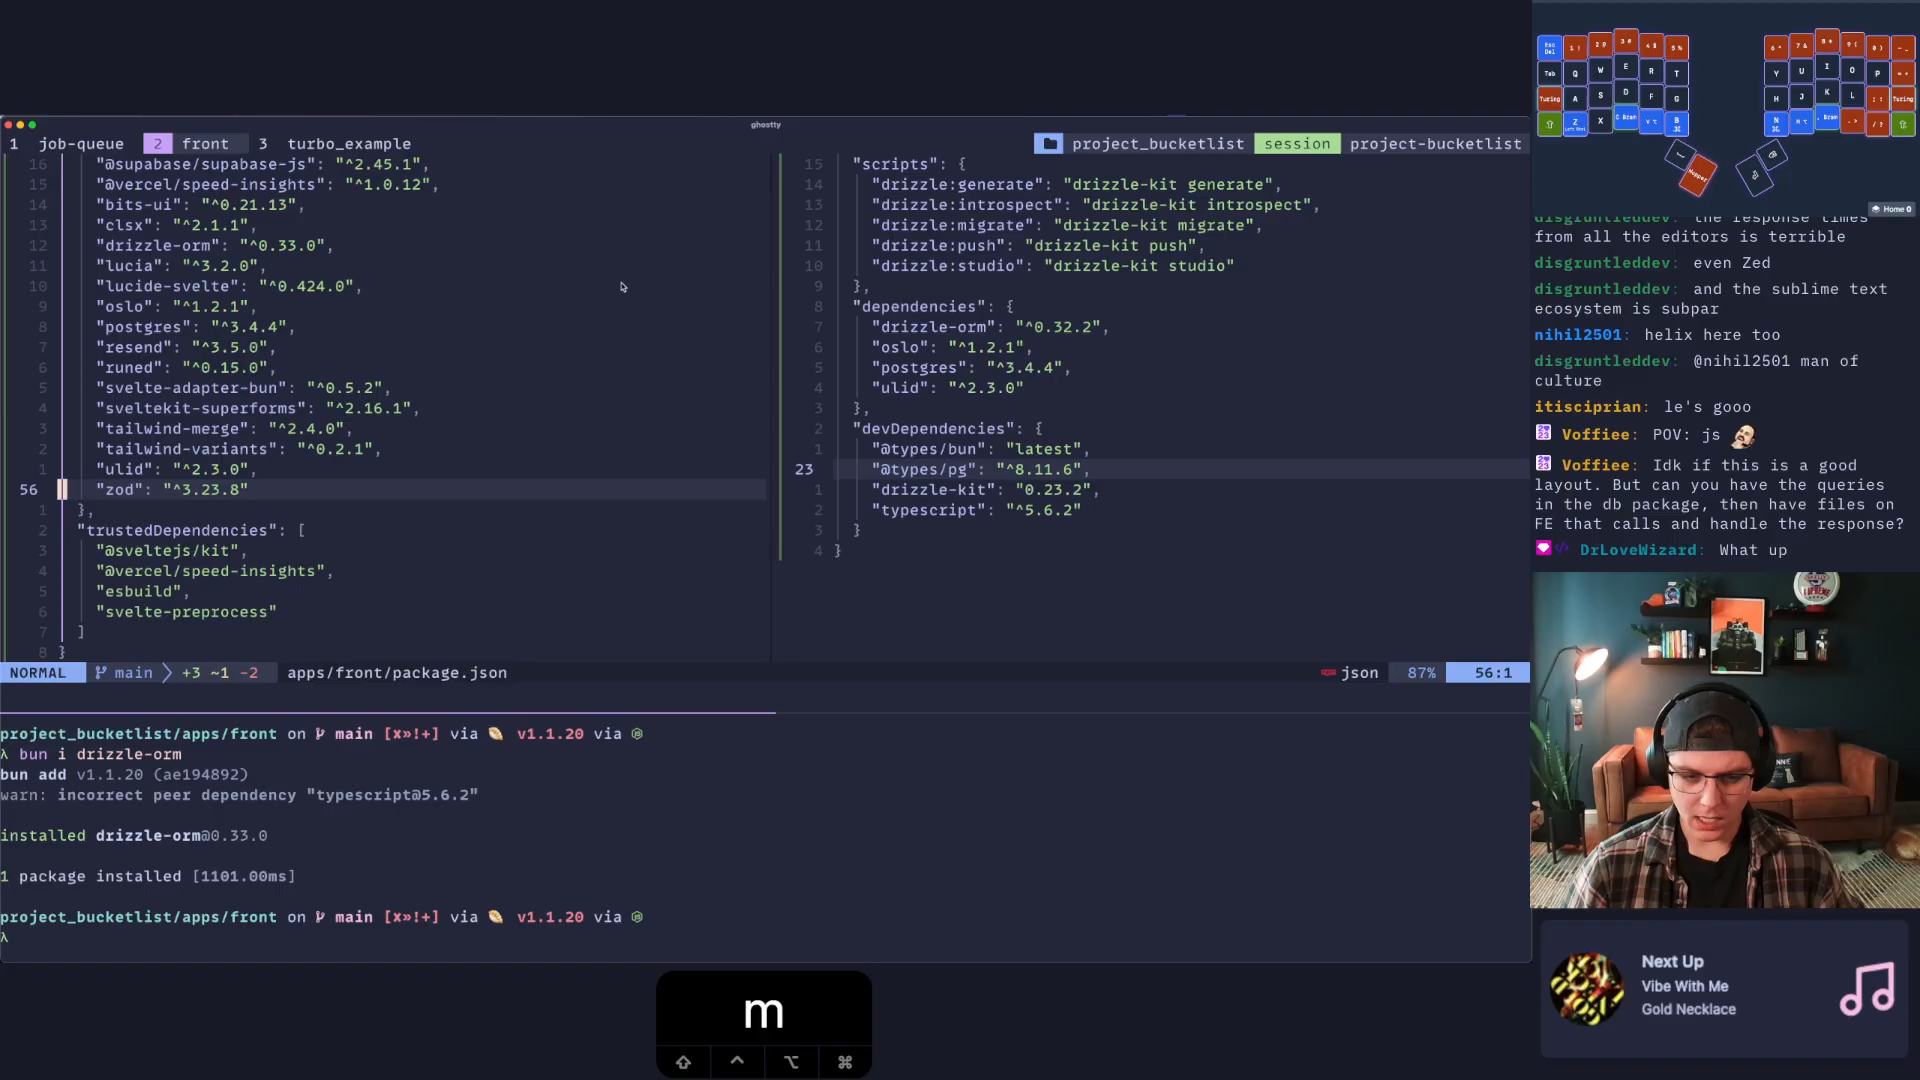 ghostty
1 job-queue 2 front 3 turbo_example
project_bucketlist session project-bucketlist
16 "@supabase/supabase-js": "^2.45.1",
15 "@vercel/speed-insights": "^1.0.12",
14 "bits-ui": "^0.21.13",
13 "clsx": "^2.1.1",
12 "drizzle-orm": "^0.33.0",
11 "lucia": "^3.2.0",
10 "lucide-svelte": "^0.424.0",
9 "oslo": "^1.2.1",
8 "postgres": "^3.4.4",
7 "resend": "^3.5.0",
6 "runed": "^0.15.0",
5 "svelte-adapter-bun": "^0.5.2",
4 "sveltekit-superforms": "^2.16.1",
3 "tailwind-merge": "^2.4.0",
2 "tailwind-variants": "^0.2.1",
1 "ulid": "^2.3.0",
56 "zod": "^3.23.8"
1 },
2 "trustedDependencies": [
3 "@sveltejs/kit",
4 "@vercel/speed-insights",
5 "esbuild",
6 "svelte-preprocess"
7 ]
8 }
15 "scripts": {
14 "drizzle:generate": "drizzle-kit generate",
13 "drizzle:introspect": "drizzle-kit introspect",
12 "drizzle:migrate": "drizzle-kit migrate",
11 "drizzle:push": "drizzle-kit push",
10 "drizzle:studio": "drizzle-kit studio"
9 },
8 "dependencies": {
7 "drizzle-orm": "^0.32.2",
6 "oslo": "^1.2.1",
5 "postgres": "^3.4.4",
4 "ulid": "^2.3.0"
3 },
2 "devDependencies": {
1 "@types/bun": "latest",
23 "@types/pg": "^8.11.6",
1 "drizzle-kit": "0.23.2",
2 "typescript": "^5.6.2"
3 }
4 }
NORMAL main +3 ~1 -2 apps/front/package.json json 87% 56:1
project_bucketlist/apps/front on main [✘»!+] via v1.1.20 via
λ bun i drizzle-orm
bun add v1.1.20 (ae194892)
warn: incorrect peer dependency "typescript@5.6.2"
installed drizzle-orm@0.33.0
1 package installed [1101.00ms]
project_bucketlist/apps/front on main [✘»!+] via v1.1.20 via
λ
m
⇧ ^ ⌥ ⌘
Tab Q W E R T
Y U I O P
Turing A S D F G
H J K L Turing
Home 0
disgruntleddev: the response times
from all the editors is terrible
disgruntleddev: even Zed
disgruntleddev: and the sublime text
ecosystem is subpar
nihil2501: helix here too
disgruntleddev: @nihil2501 man of
culture
itisciprian: le's gooo
Voffiee: POV: js
Voffiee: Idk if this is a good
layout. But can you have the queries
in the db package, then have files on
FE that calls and handle the response?
DrLoveWizard: What up
Next Up
Vibe With Me
Gold Necklace